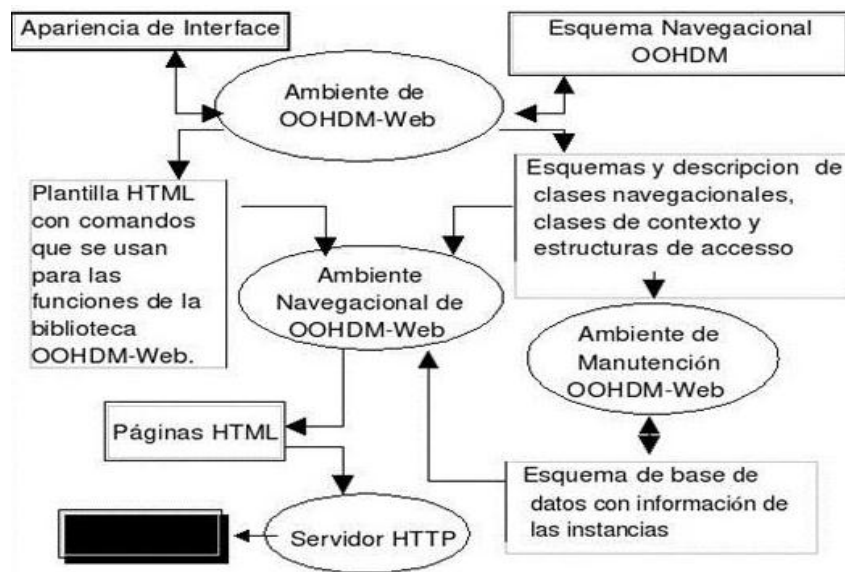 Apariencia de Interface
Esquema Navegacional
OOHDM
Ambiente de
OOHDM-Web
Plantilla HTML
con comandos
que se usan
para las
funciones de la
biblioteca
OOHDM-Web.
Esquemas y descripcion de
clases navegacionales,
clases de contexto y
estructuras de accesso
Ambiente
Navegacional de
OOHDM-Web
Ambiente de
Manutención
OOHDM-Web
Páginas HTML
Esquema de base de
datos con información de
las instancias
Servidor HTTP